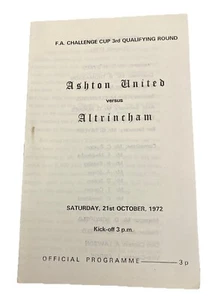 F.A. CHALLENGE CUP 3rd QUALIFYING ROUND
Ashton United
versus
Altrincham
SATURDAY, 21st OCTOBER, 1972
Kick-off 3 p.m.
OFFICIAL PROGRAMME —— 3p